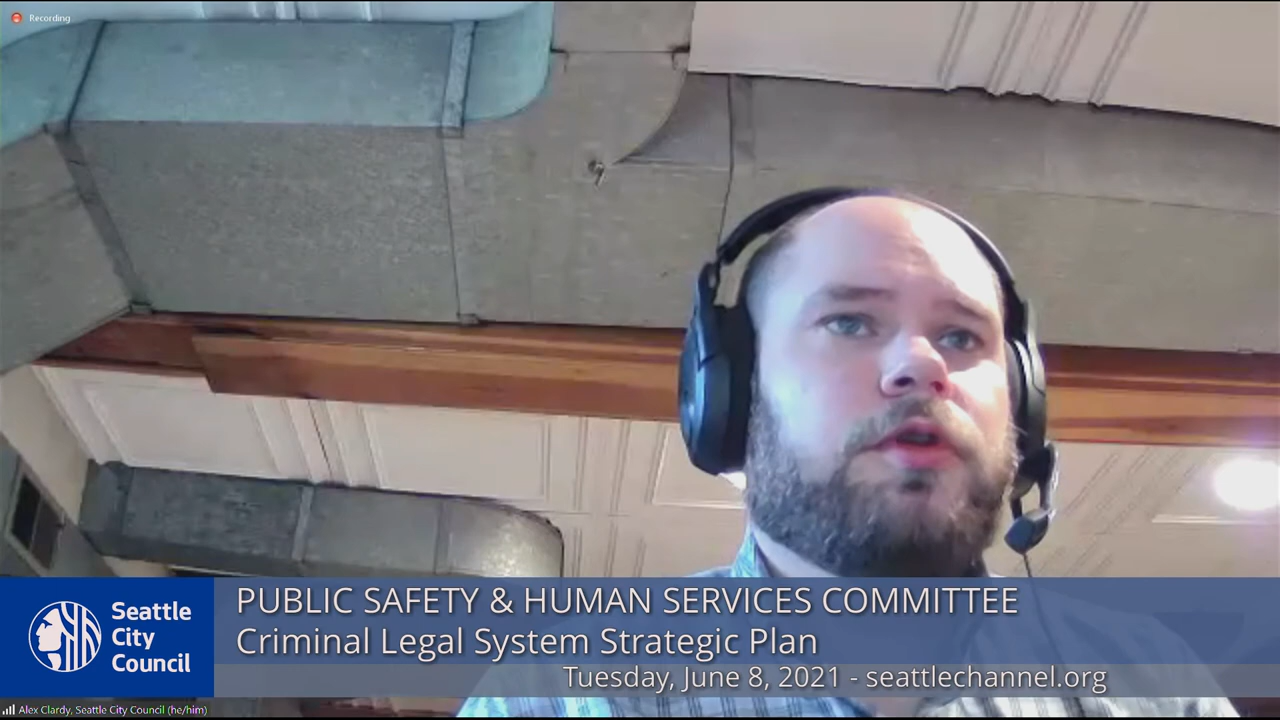 Recording
PUBLIC SAFETY & HUMAN SERVICES COMMITTEE
Seattle
City
Council
Criminal Legal System Strategic Plan
Tuesday, June 8, 2021 - seattlechannel.org
Alex Clardy, Seattle City Council (he/him)